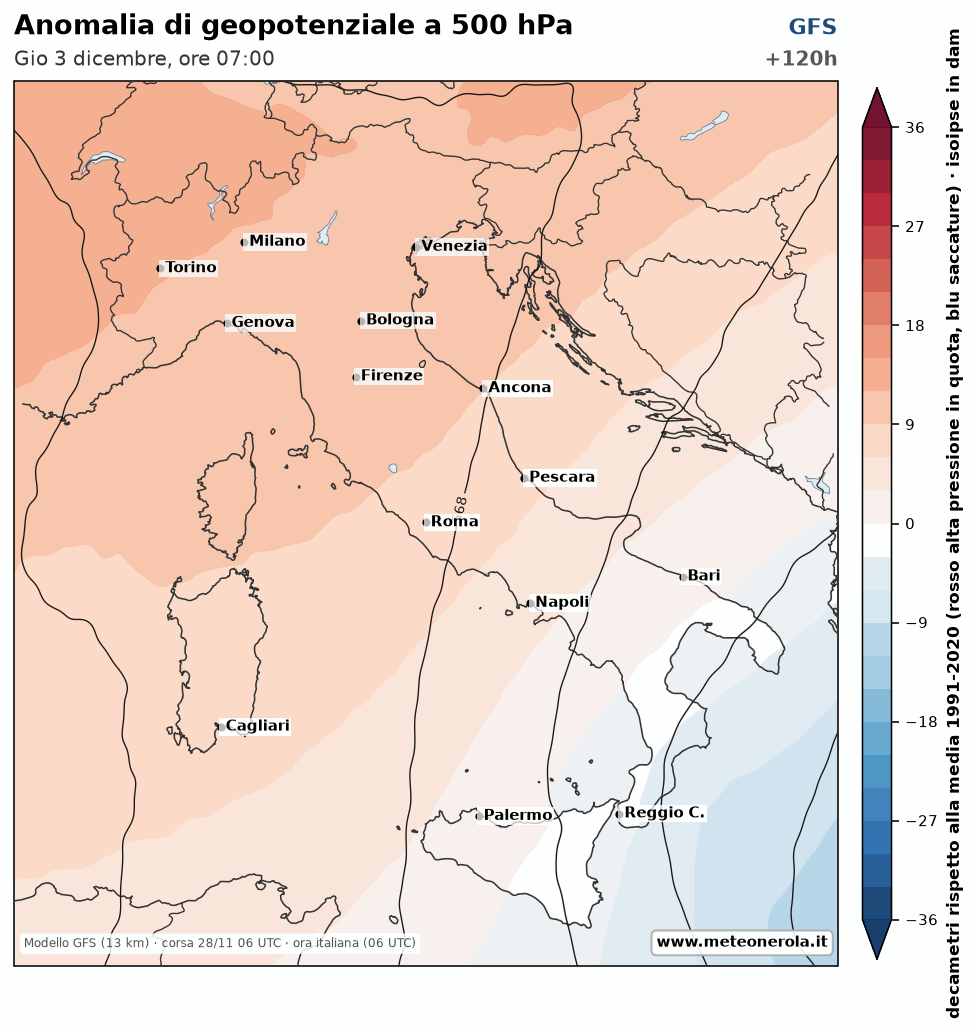 Anomalia di geopotenziale a 500 hPa
GFS
Gio 3 dicembre, ore 07:00
+120h
Milano
Venezia
Torino
Genova
Bologna
Firenze
Ancona
Pescara
Roma
Bari
Napoli
Cagliari
Palermo
Reggio C.
Modello GFS (13 km) · corsa 28/11 06 UTC · ora italiana (06 UTC)
www.meteonerola.it
36
27
18
9
0
−9
−18
−27
−36
decametri rispetto alla media 1991-2020 (rosso alta pressione in quota, blu saccature) · isoipse in dam